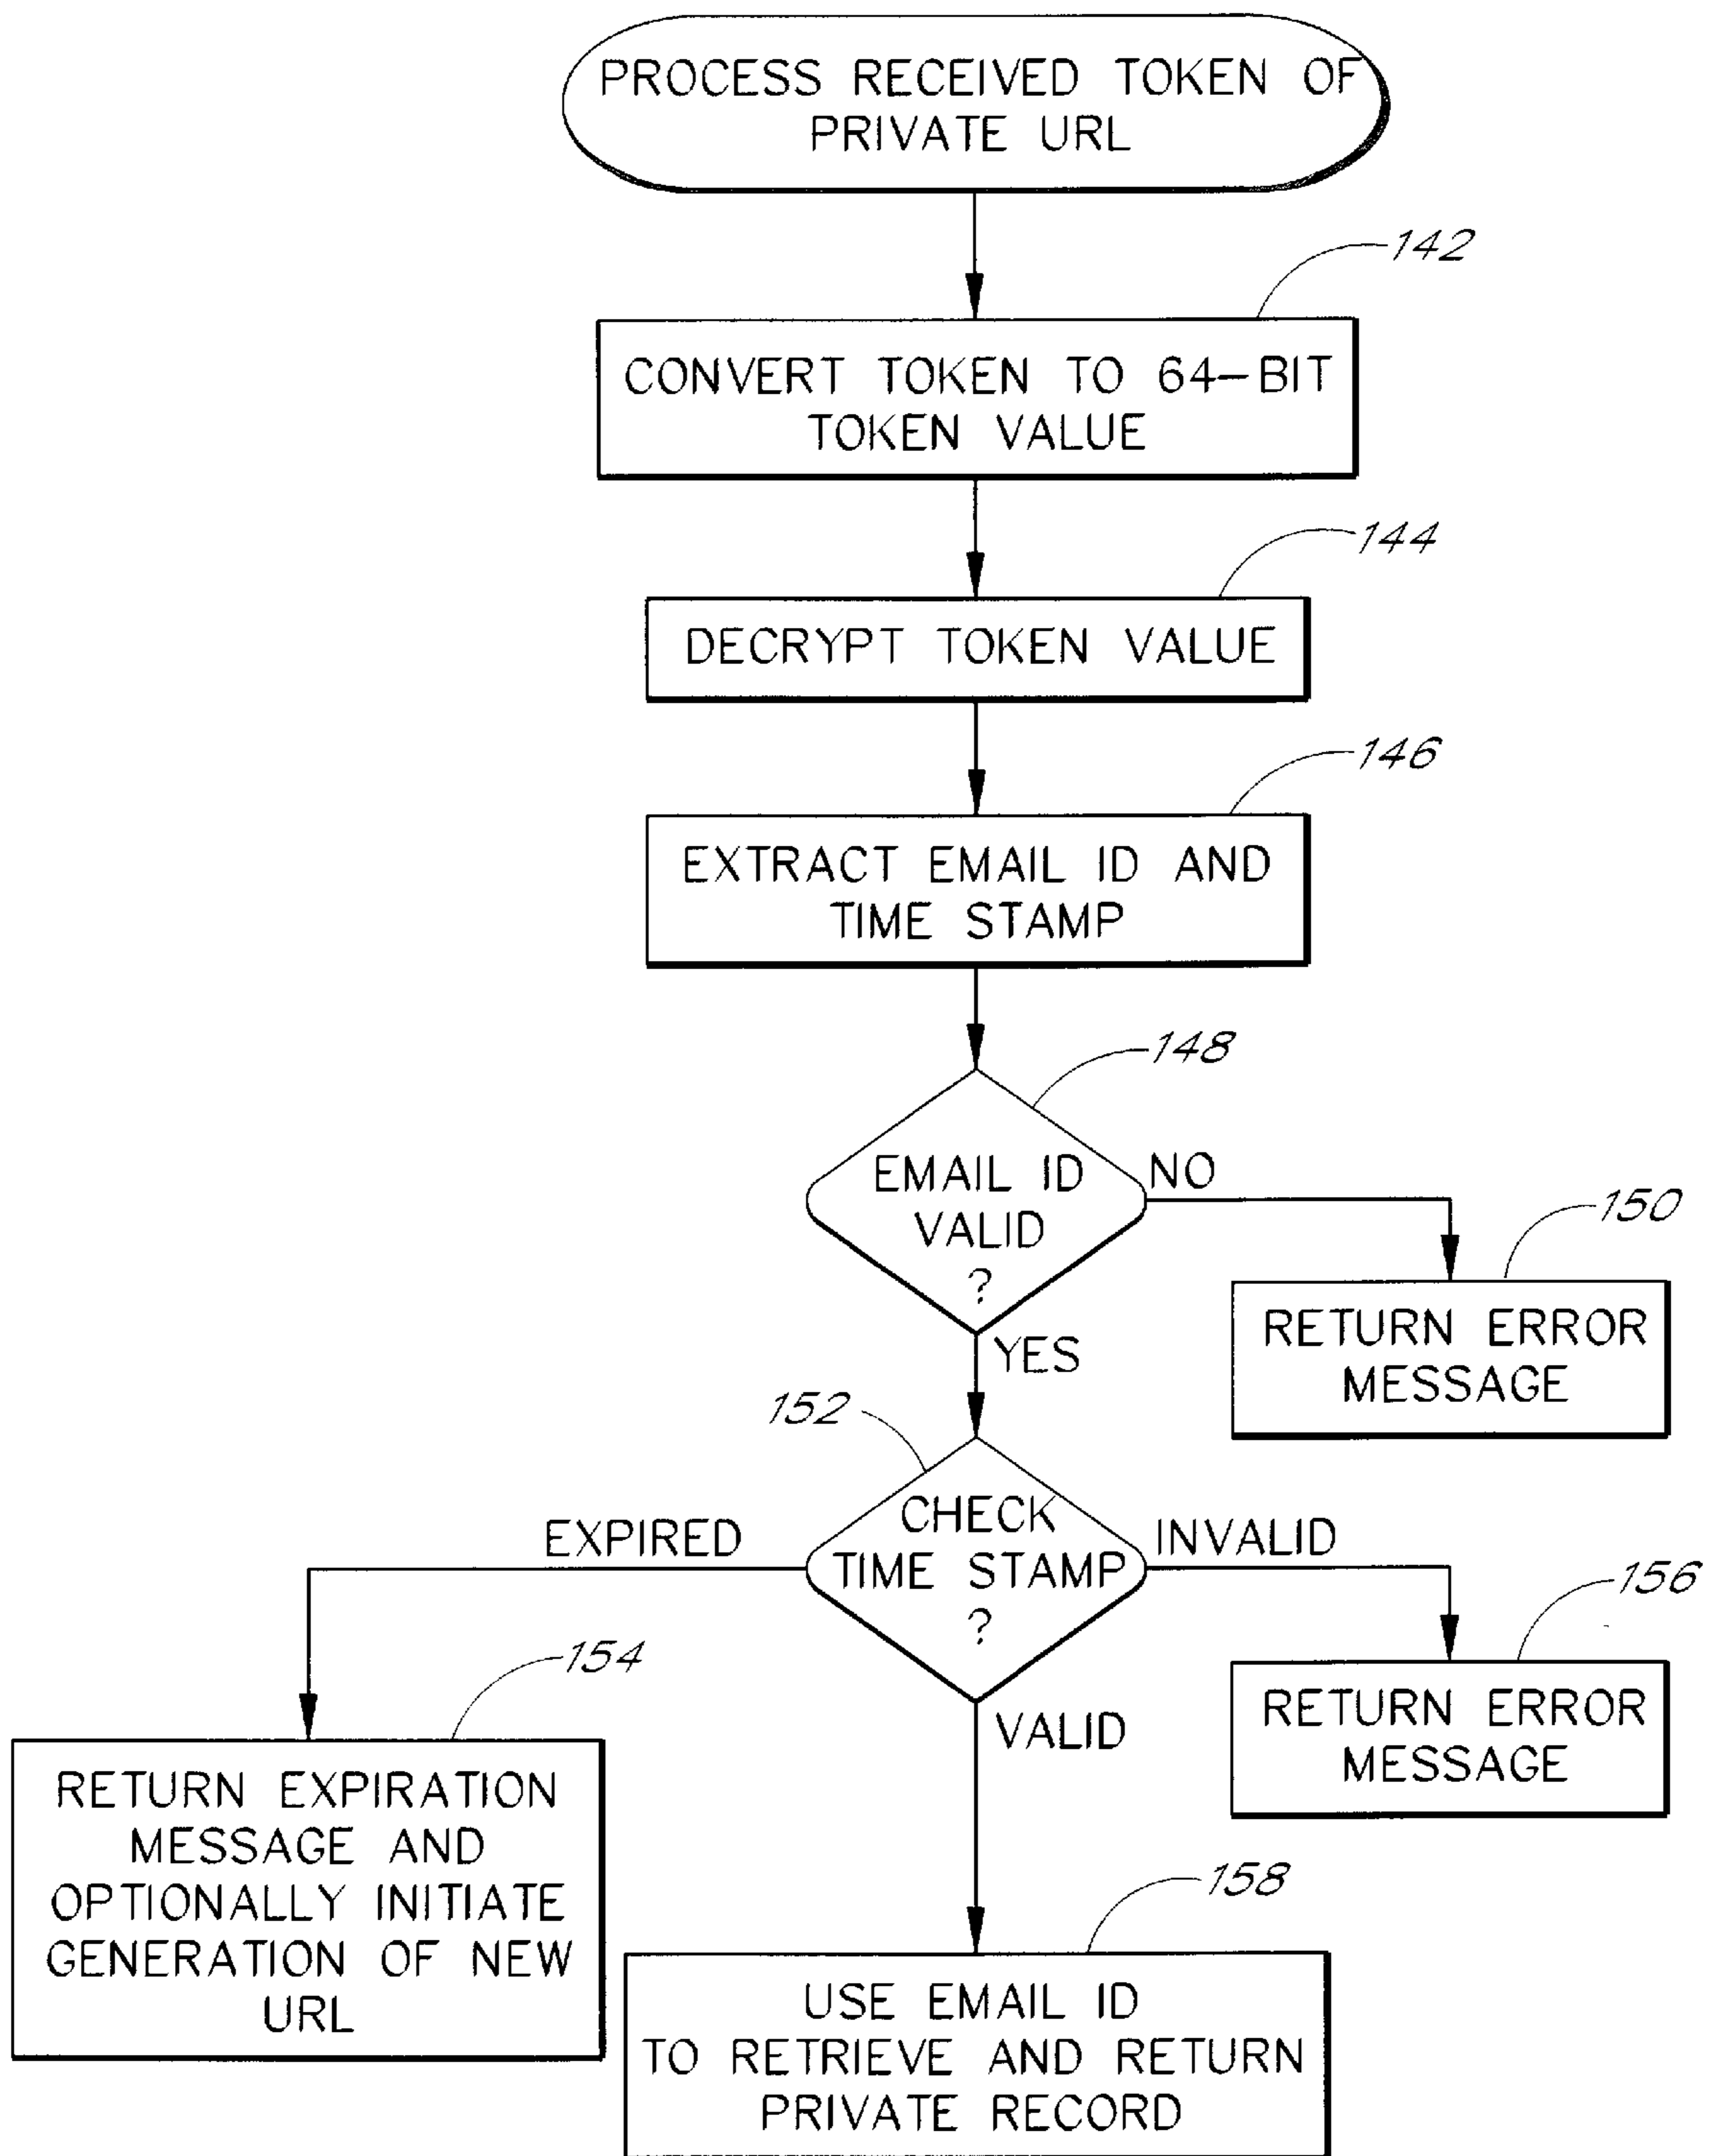 PROCESS RECEIVED TOKEN OF
PRIVATE URL
142
CONVERT TOKEN TO 64-BIT
TOKEN VALUE
144
DECRYPT TOKEN VALUE
146
EXTRACT EMAIL ID AND
TIME STAMP
148
EMAIL ID
VALID
?
NO
150
RETURN ERROR
MESSAGE
YES
152
CHECK
TIME STAMP
?
EXPIRED
INVALID
154
RETURN EXPIRATION
MESSAGE AND
OPTIONALLY INITIATE
GENERATION OF NEW
URL
156
RETURN ERROR
MESSAGE
VALID
158
USE EMAIL ID
TO RETRIEVE AND RETURN
PRIVATE RECORD